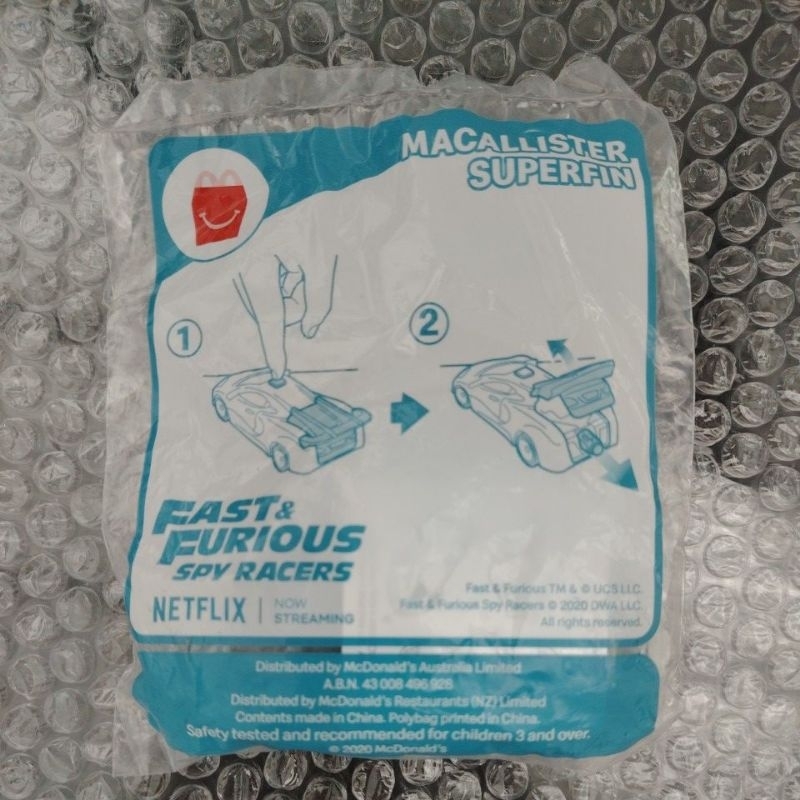 MACALLISTER
SUPERFIN
1
2
FAST &
FURIOUS
SPY RACERS
NETFLIX | NOW
STREAMING
Fast & Furious TM & © UCS LLC.
Fast & Furious Spy Racers © 2020 DWA LLC.
All rights reserved.
Distributed by McDonald's Australia Limited
A.B.N. 43 008 496 928
Distributed by McDonald's Restaurants (NZ) Limited
Contents made in China. Polybag printed in China.
Safety tested and recommended for children 3 and over.
© 2020 McDonald's